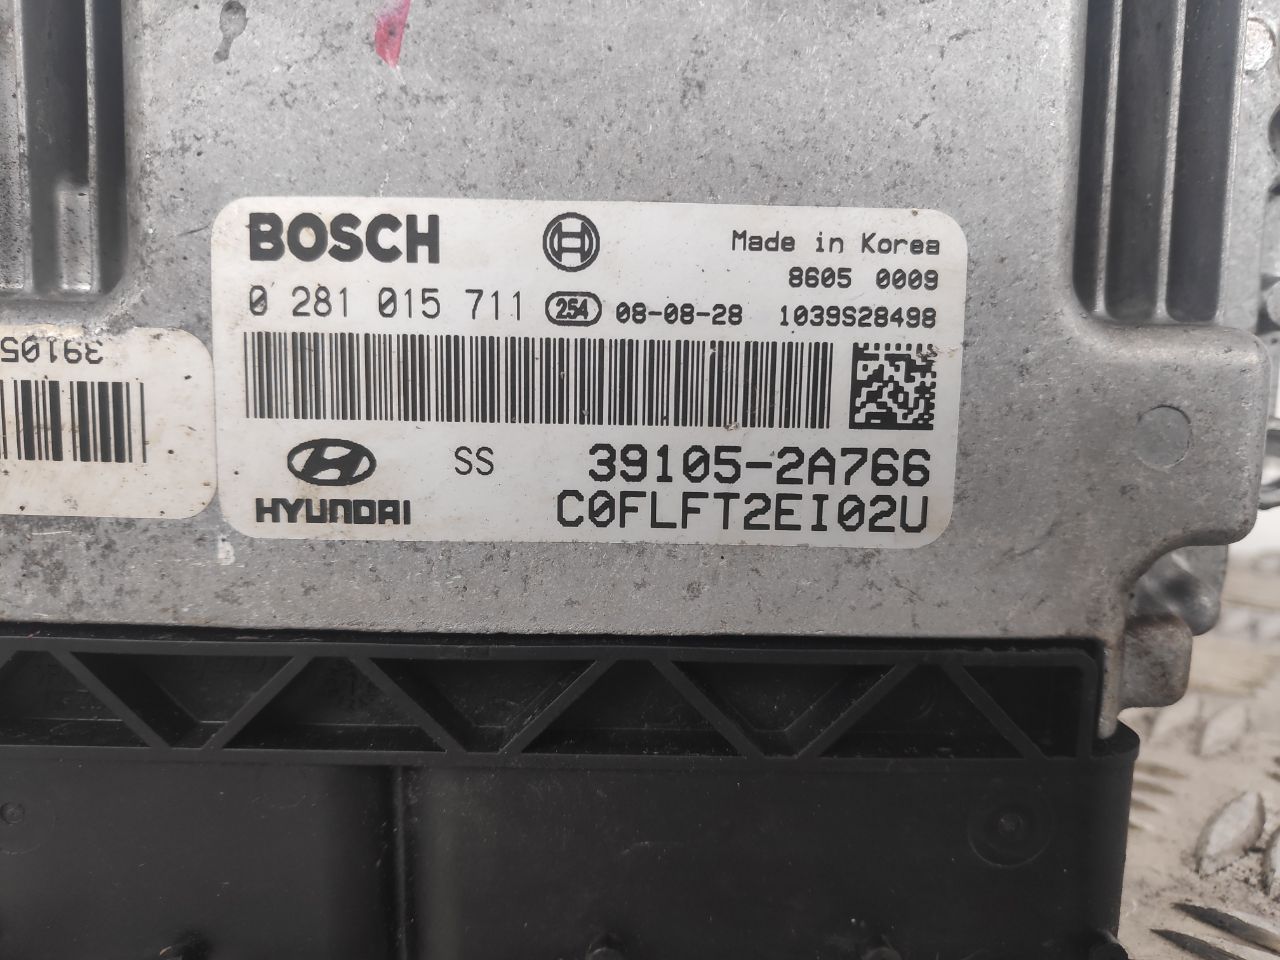 BOSCH
Made in Korea
8605 0009
0 281 015 711 254 08-08-28 1039S28498
39105
SS 39105-2A766
HYUNDAI C0FLFT2EI02U